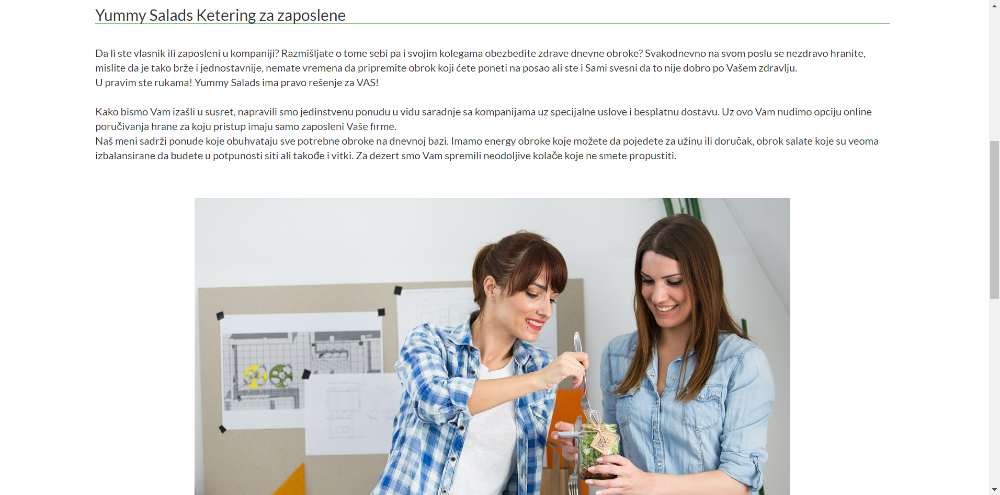 Yummy Salads Ketering za zaposlene
Da li ste vlasnik ili zaposleni u kompaniji? Razmišljate o tome sebi pa i svojim kolegama obezbedite zdrave dnevne obroke? Svakodnevno na svom poslu se nezdravo hranite,
mislite da je tako brže i jednostavnije, nemate vremena da pripremite obrok koji ćete poneti na posao ali ste i Sami svesni da to nije dobro po Vašem zdravlju.
U pravim ste rukama! Yummy Salads ima pravo rešenje za VAS!
Kako bismo Vam izašli u susret, napravili smo jedinstvenu ponudu u vidu saradnje sa kompanijama uz specijalne uslove i besplatnu dostavu. Uz ovo Vam nudimo opciju online
poručivanja hrane za koju pristup imaju samo zaposleni Vaše firme.
Naš meni sadrži ponude koje obuhvataju sve potrebne obroke na dnevnoj bazi. Imamo energy obroke koje možete da pojedete za užinu ili doručak, obrok salate koje su veoma
izbalansirane da budete u potpunosti siti ali takođe i vitki. Za dezert smo Vam spremili neodoljive kolače koje ne smete propustiti.